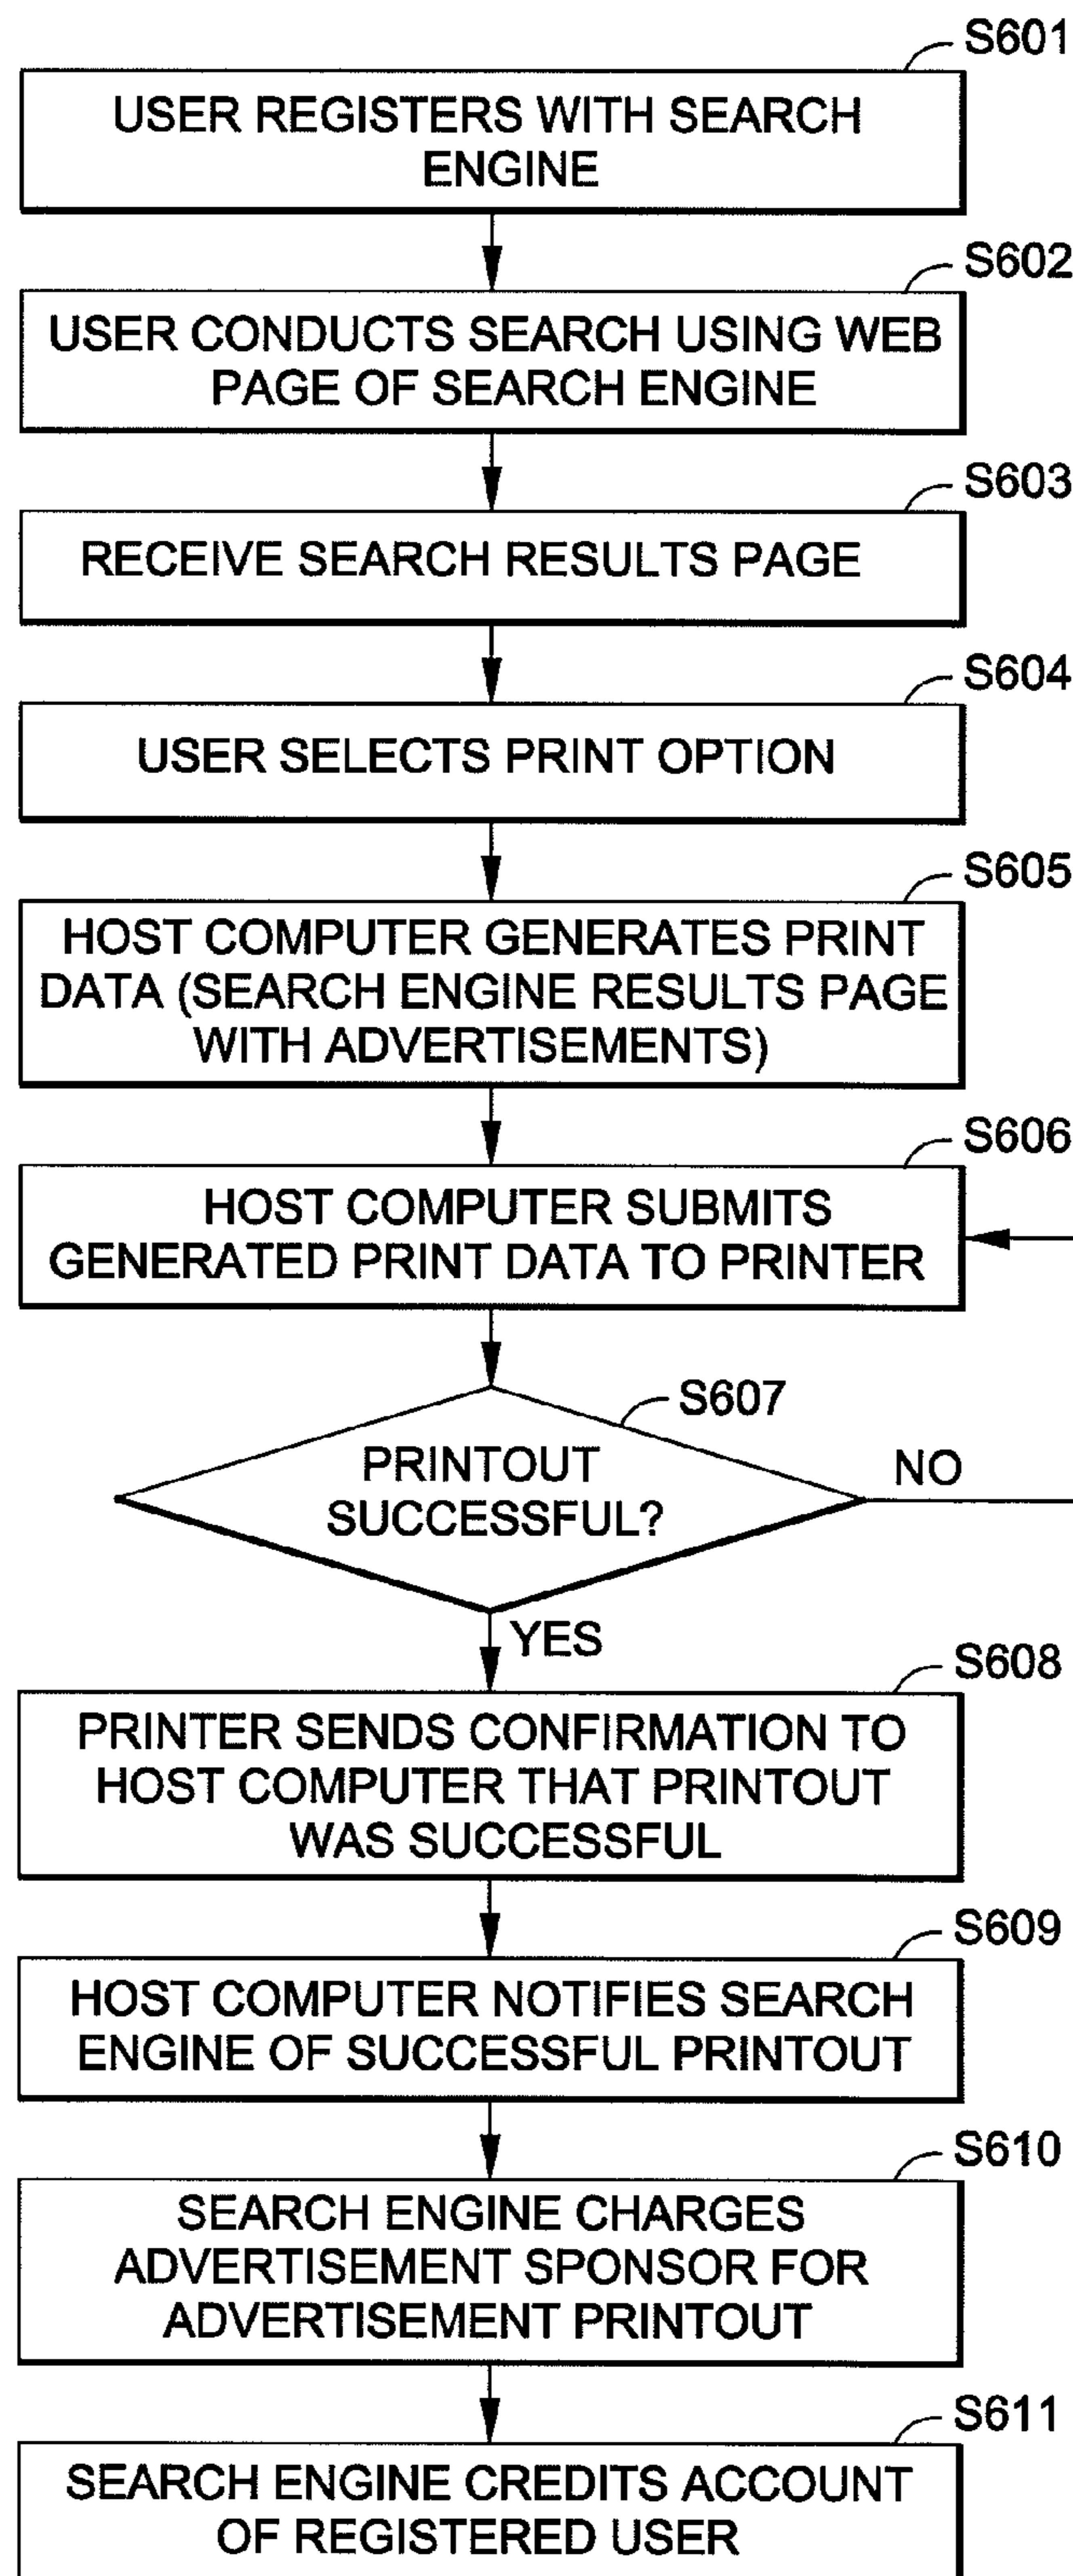 S601
USER REGISTERS WITH SEARCH
ENGINE
S602
USER CONDUCTS SEARCH USING WEB
PAGE OF SEARCH ENGINE
S603
RECEIVE SEARCH RESULTS PAGE
S604
USER SELECTS PRINT OPTION
S605
HOST COMPUTER GENERATES PRINT
DATA (SEARCH ENGINE RESULTS PAGE
WITH ADVERTISEMENTS)
S606
HOST COMPUTER SUBMITS
GENERATED PRINT DATA TO PRINTER
S607
PRINTOUT
SUCCESSFUL?
NO
YES
S608
PRINTER SENDS CONFIRMATION TO
HOST COMPUTER THAT PRINTOUT
WAS SUCCESSFUL
S609
HOST COMPUTER NOTIFIES SEARCH
ENGINE OF SUCCESSFUL PRINTOUT
S610
SEARCH ENGINE CHARGES
ADVERTISEMENT SPONSOR FOR
ADVERTISEMENT PRINTOUT
S611
SEARCH ENGINE CREDITS ACCOUNT
OF REGISTERED USER